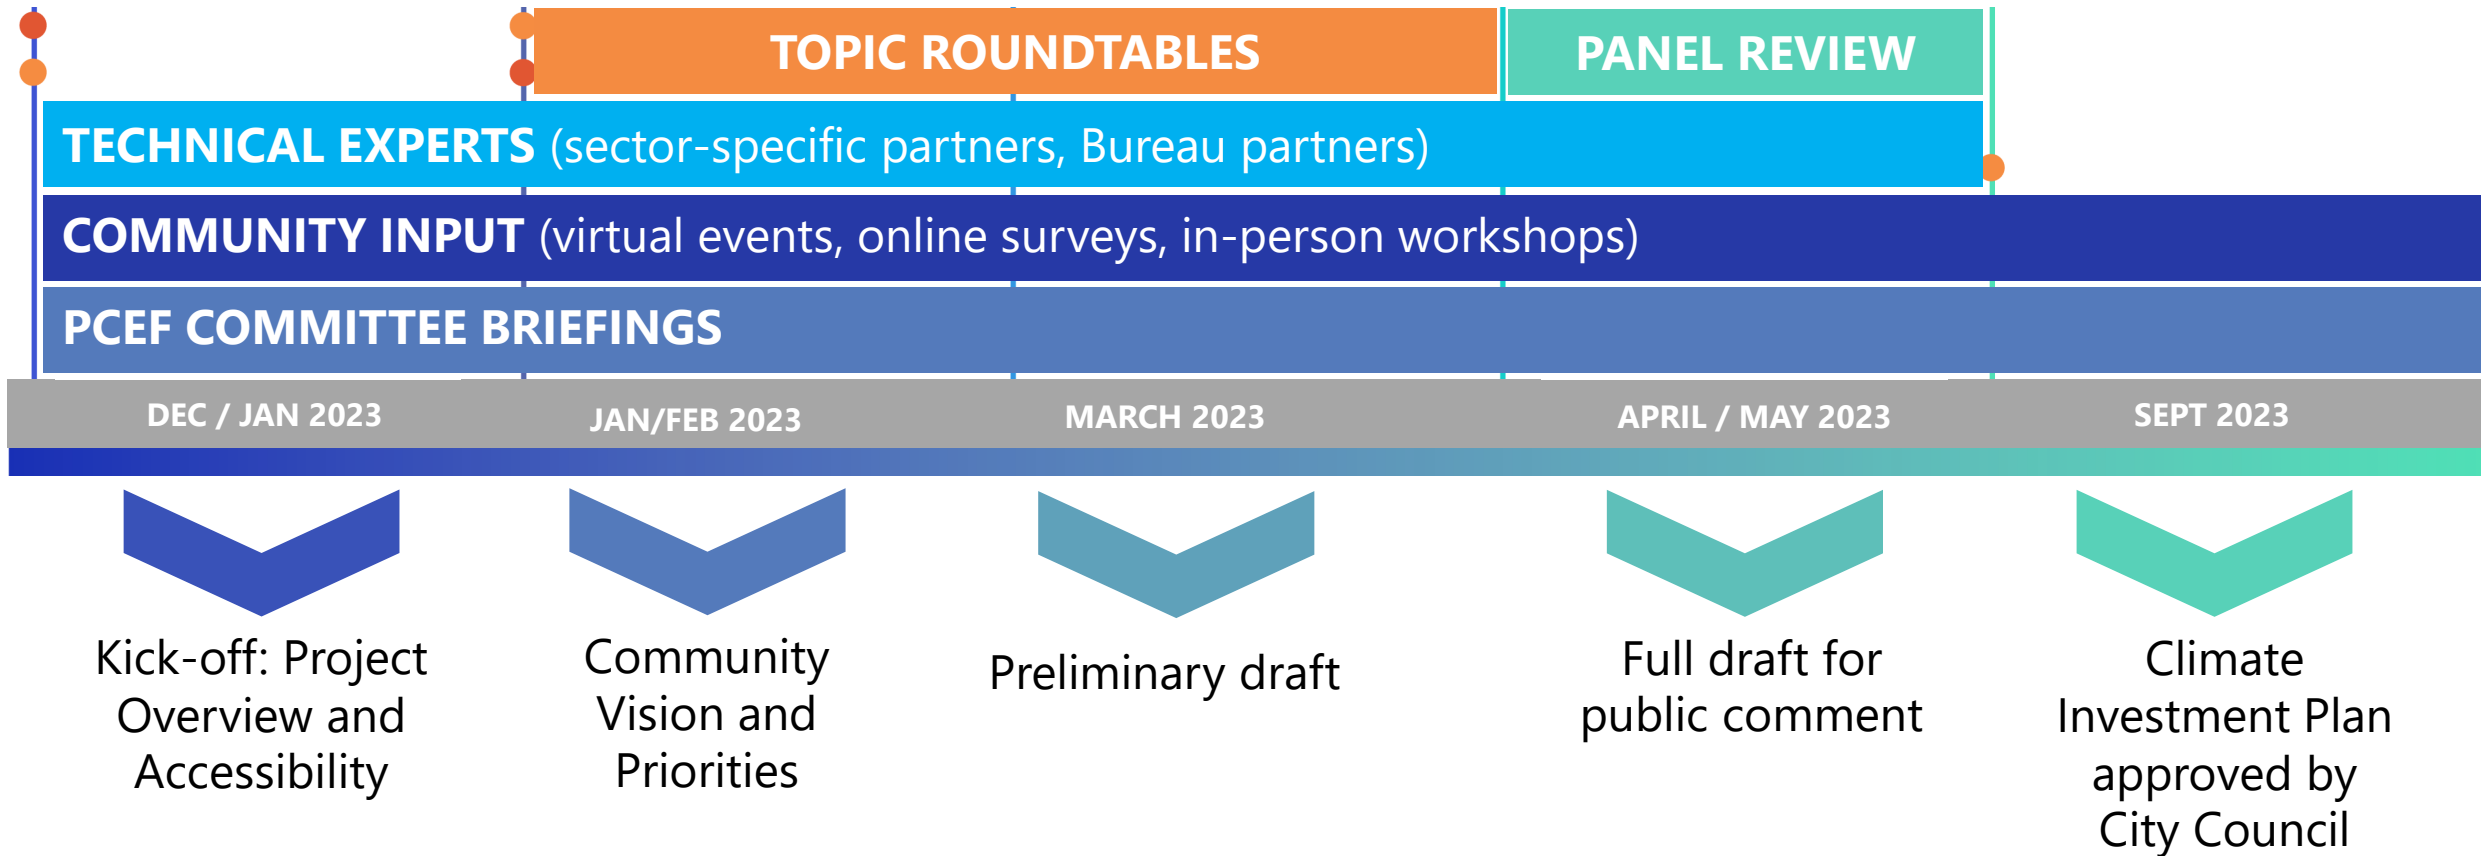 TOPIC ROUNDTABLES
PANEL REVIEW
TECHNICAL EXPERTS (sector-specific partners, Bureau partners)
COMMUNITY INPUT (virtual events, online surveys, in-person workshops)
PCEF COMMITTEE BRIEFINGS
DEC / JAN 2023
JAN/FEB 2023
MARCH 2023
APRIL / MAY 2023
SEPT 2023
Kick-off: Project
Overview and
Accessibility
Community
Vision and
Priorities
Preliminary draft
Full draft for
public comment
Climate
Investment Plan
approved by
City Council